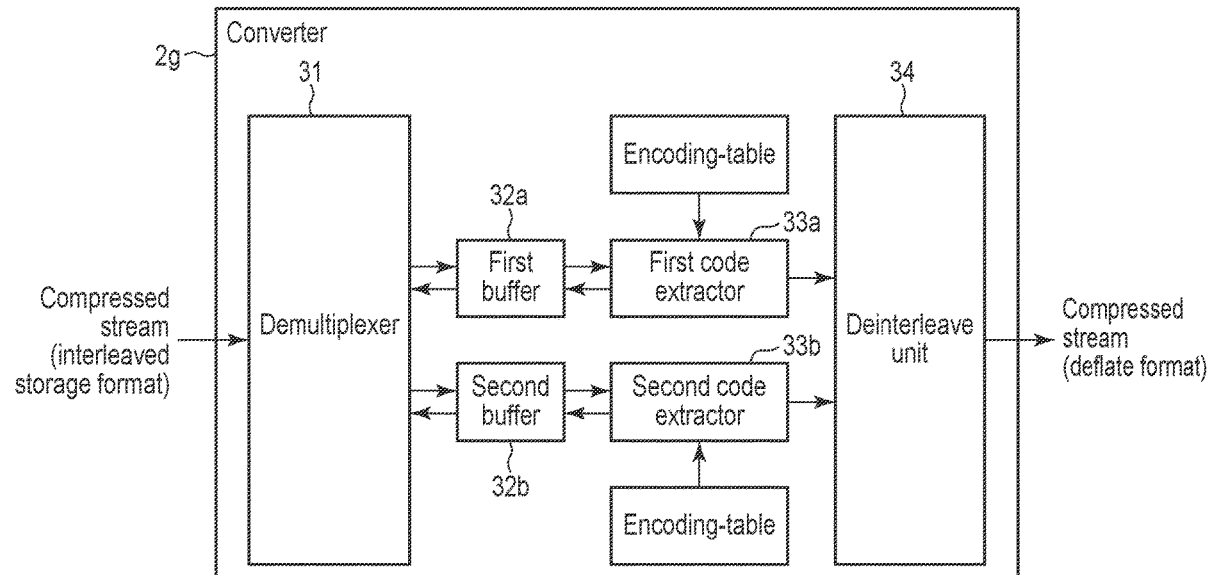 Converter
2g
31
34
Encoding-table
32a
33a
First
buffer
First code
extractor
Compressed
stream
(interleaved
storage format)
Demultiplexer
Deinterleave
unit
Compressed
stream
(deflate format)
33b
Second
buffer
Second code
extractor
32b
Encoding-table